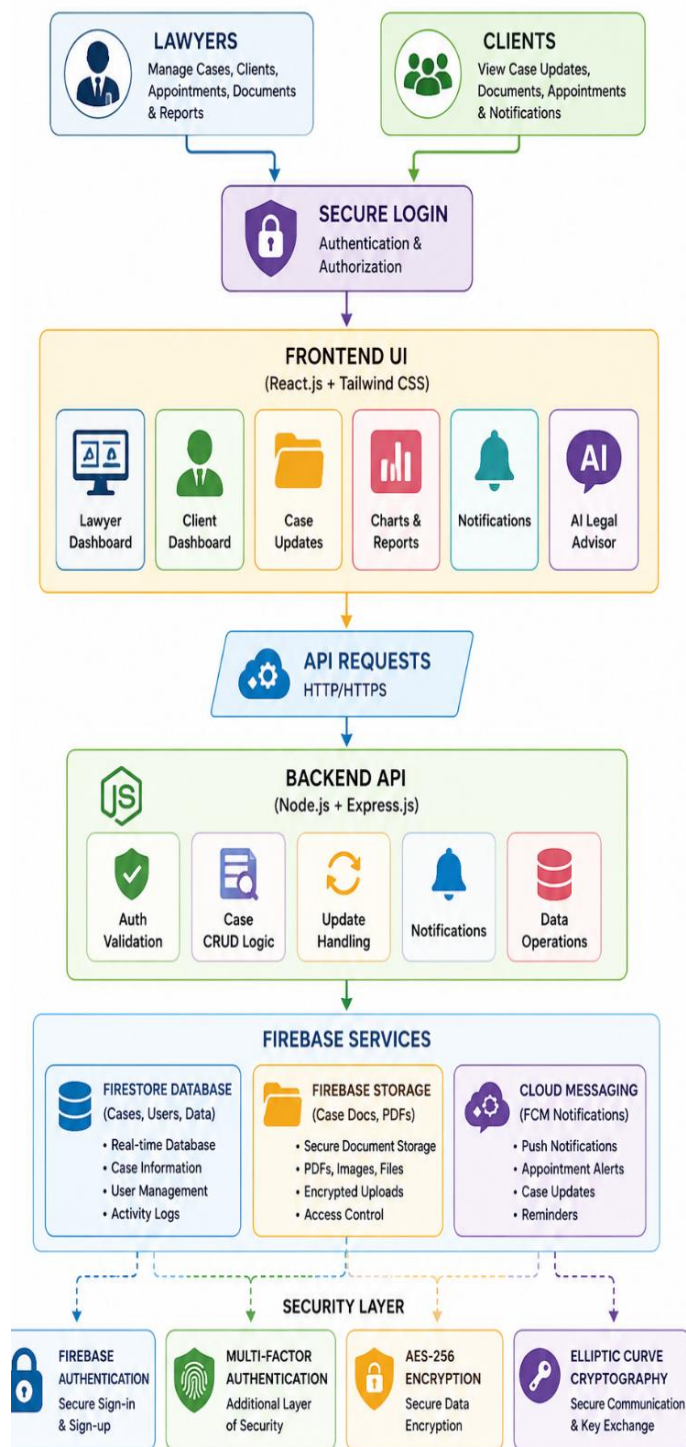 LAWYERS
Manage Cases, Clients,
Appointments, Documents
& Reports
CLIENTS
View Case Updates,
Documents, Appointments
& Notifications
SECURE LOGIN
Authentication &
Authorization
FRONTEND UI
(React.js + Tailwind CSS)
Lawyer
Dashboard
Client
Dashboard
Case
Updates
Charts &
Reports
Notifications
AI
AI Legal
Advisor
API REQUESTS
HTTP/HTTPS
JS
BACKEND API
(Node.js + Express.js)
Auth
Validation
Case
CRUD Logic
Update
Handling
Notifications
Data
Operations
FIREBASE SERVICES
FIRESTORE DATABASE
(Cases, Users, Data)
• Real-time Database
• Case Information
• User Management
• Activity Logs
FIREBASE STORAGE
(Case Docs, PDFs)
• Secure Document Storage
• PDFs, Images, Files
• Encrypted Uploads
• Access Control
CLOUD MESSAGING
(FCM Notifications)
• Push Notifications
• Appointment Alerts
• Case Updates
• Reminders
SECURITY LAYER
FIREBASE
AUTHENTICATION
Secure Sign-in
& Sign-up
MULTI-FACTOR
AUTHENTICATION
Additional Layer
of Security
AES-256
ENCRYPTION
Secure Data
Encryption
ELLIPTIC CURVE
CRYPTOGRAPHY
Secure Communication
& Key Exchange